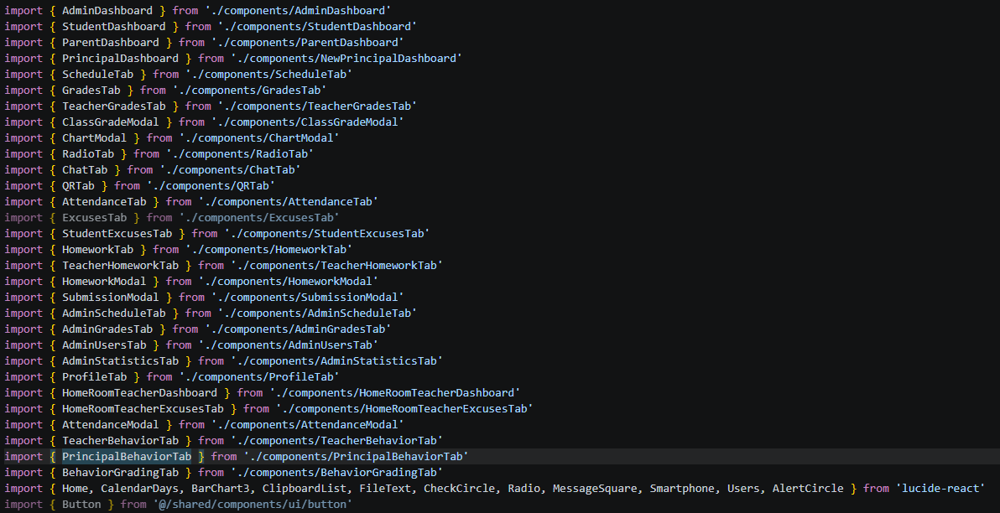 import { AdminDashboard } from './components/AdminDashboard'
import { StudentDashboard } from './components/StudentDashboard'
import { ParentDashboard } from './components/ParentDashboard'
import { PrincipalDashboard } from './components/NewPrincipalDashboard'
import { ScheduleTab } from './components/ScheduleTab'
import { GradesTab } from './components/GradesTab'
import { TeacherGradesTab } from './components/TeacherGradesTab'
import { ClassGradeModal } from './components/ClassGradeModal'
import { ChartModal } from './components/ChartModal'
import { RadioTab } from './components/RadioTab'
import { ChatTab } from './components/ChatTab'
import { QRTab } from './components/QRTab'
import { AttendanceTab } from './components/AttendanceTab'
import { ExcusesTab } from './components/ExcusesTab'
import { StudentExcusesTab } from './components/StudentExcusesTab'
import { HomeworkTab } from './components/HomeworkTab'
import { TeacherHomeworkTab } from './components/TeacherHomeworkTab'
import { HomeworkModal } from './components/HomeworkModal'
import { SubmissionModal } from './components/SubmissionModal'
import { AdminScheduleTab } from './components/AdminScheduleTab'
import { AdminGradesTab } from './components/AdminGradesTab'
import { AdminUsersTab } from './components/AdminUsersTab'
import { AdminStatisticsTab } from './components/AdminStatisticsTab'
import { ProfileTab } from './components/ProfileTab'
import { HomeRoomTeacherDashboard } from './components/HomeRoomTeacherDashboard'
import { HomeRoomTeacherExcusesTab } from './components/HomeRoomTeacherExcusesTab'
import { AttendanceModal } from './components/AttendanceModal'
import { TeacherBehaviorTab } from './components/TeacherBehaviorTab'
import { PrincipalBehaviorTab } from './components/PrincipalBehaviorTab'
import { BehaviorGradingTab } from './components/BehaviorGradingTab'
import { Home, CalendarDays, BarChart3, ClipboardList, FileText, CheckCircle, Radio, MessageSquare, Smartphone, Users, AlertCircle } from 'lucide-react'
import { Button } from '@/shared/components/ui/button'